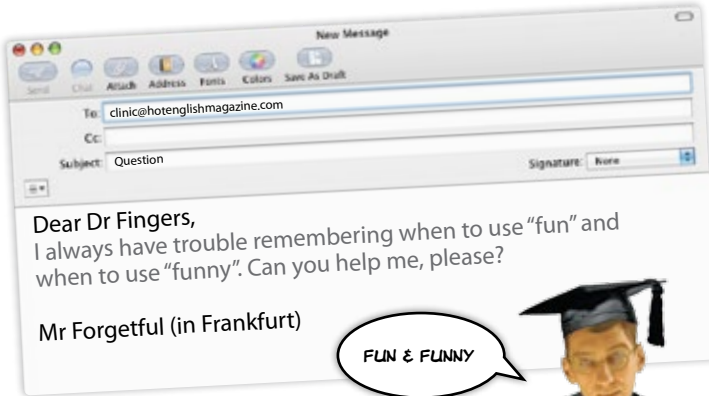 New Message
Send Chat Attach Address Fonts Colors Save As Draft
To: clinic@hotenglishmagazine.com
Cc:
Subject: Question
Signature: None
Dear Dr Fingers,
I always have trouble remembering when to use “fun” and
when to use “funny”. Can you help me, please?
Mr Forgetful (in Frankfurt)
FUN & FUNNY